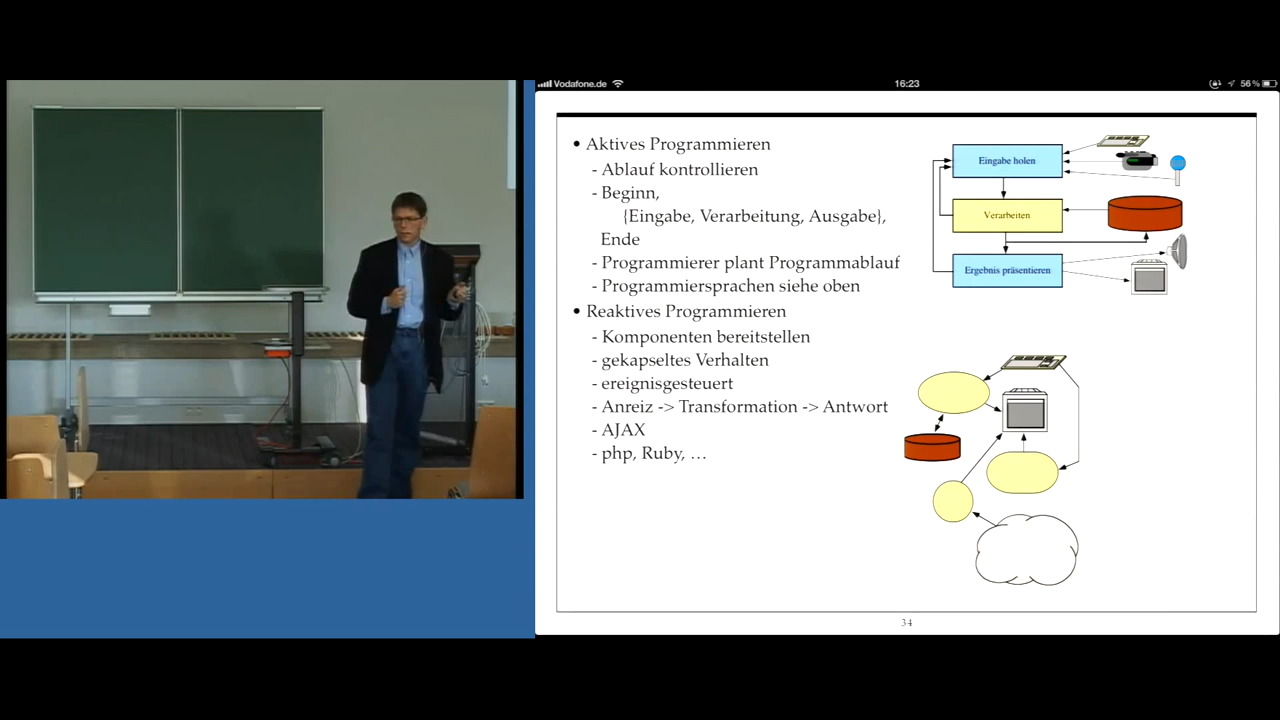 Vodafone.de
16:23
56 %
• Aktives Programmieren
- Ablauf kontrollieren
- Beginn,
{Eingabe, Verarbeitung, Ausgabe},
Ende
- Programmierer plant Programmablauf
- Programmiersprachen siehe oben
• Reaktives Programmieren
- Komponenten bereitstellen
- gekapseltes Verhalten
- ereignisgesteuert
- Anreiz -> Transformation -> Antwort
- AJAX
- php, Ruby, …
Eingabe holen
Verarbeiten
Ergebnis präsentieren
34